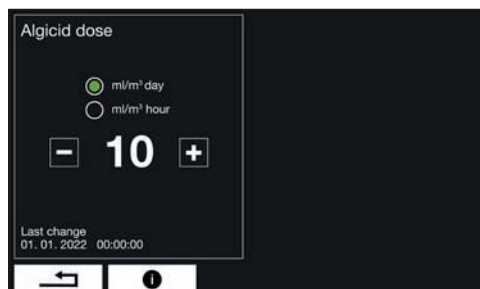 Algicid dose
ml/m³ day
ml/m³ hour
− 10 +
Last change
01. 01. 2022 00:00:00
i